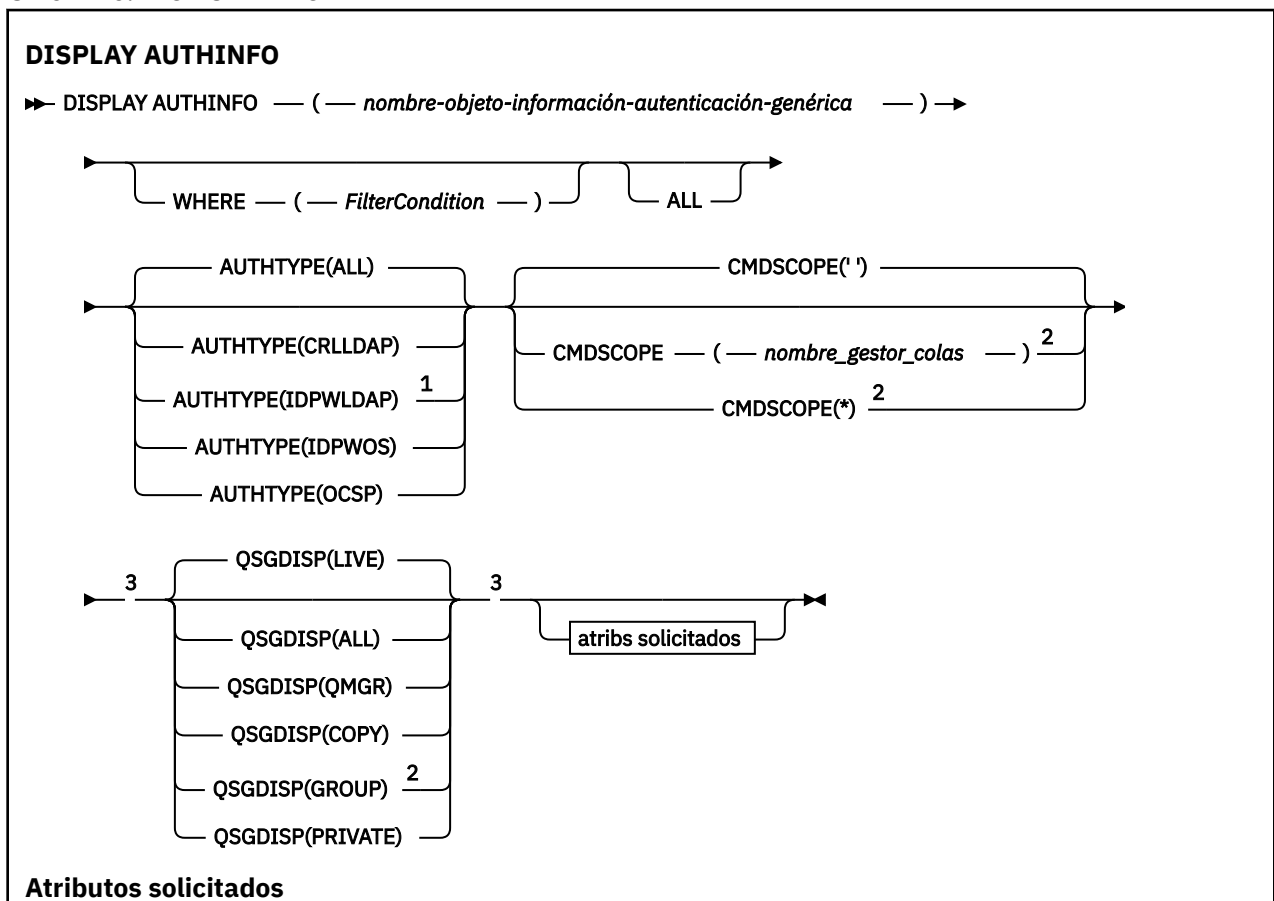 DISPLAY AUTHINFO
DISPLAY AUTHINFO ( nombre-objeto-información-autenticación-genérica )
WHERE ( FilterCondition ) ALL
AUTHTYPE(ALL) CMDSCOPE(' ')
AUTHTYPE(CRLLDAP) CMDSCOPE ( nombre_gestor_colas ) 2
AUTHTYPE(IDPWLDAP) 1 CMDSCOPE(*) 2
AUTHTYPE(IDPWOS)
AUTHTYPE(OCSP)
QSGDISP(LIVE)
3 3
QSGDISP(ALL) atribs solicitados
QSGDISP(QMGR)
QSGDISP(COPY)
QSGDISP(GROUP) 2
QSGDISP(PRIVATE)
Atributos solicitados